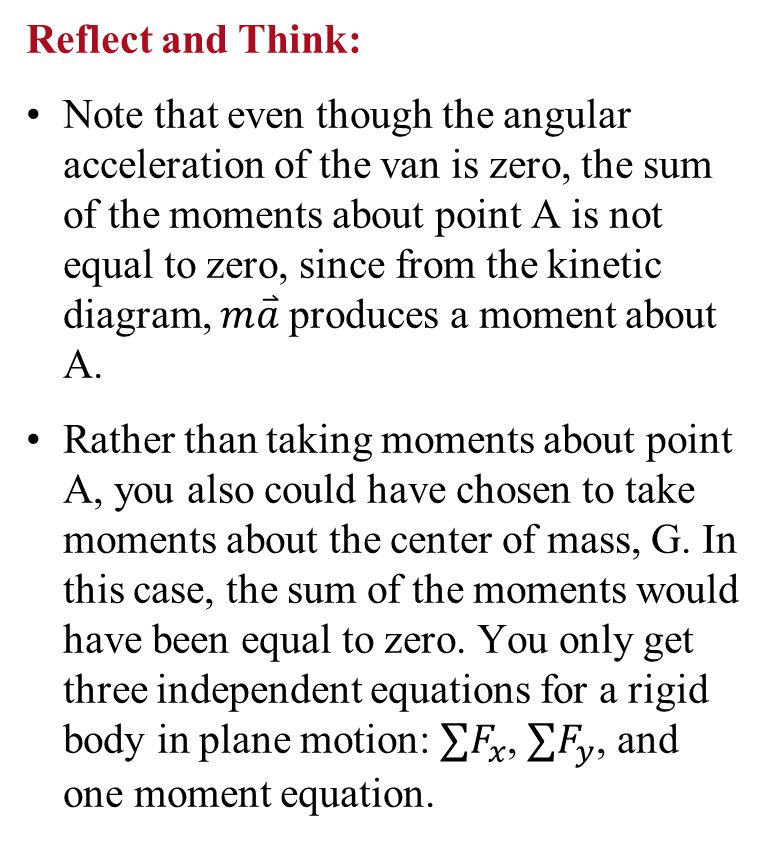 Reflect and Think:
• Note that even though the angular
acceleration of the van is zero, the sum
of the moments about point A is not
equal to zero, since from the kinetic
diagram, 𝑚𝑎⃗ produces a moment about
A.
• Rather than taking moments about point
A, you also could have chosen to take
moments about the center of mass, G. In
this case, the sum of the moments would
have been equal to zero. You only get
three independent equations for a rigid
body in plane motion: ∑𝐹ₓ, ∑𝐹_𝑦, and
one moment equation.